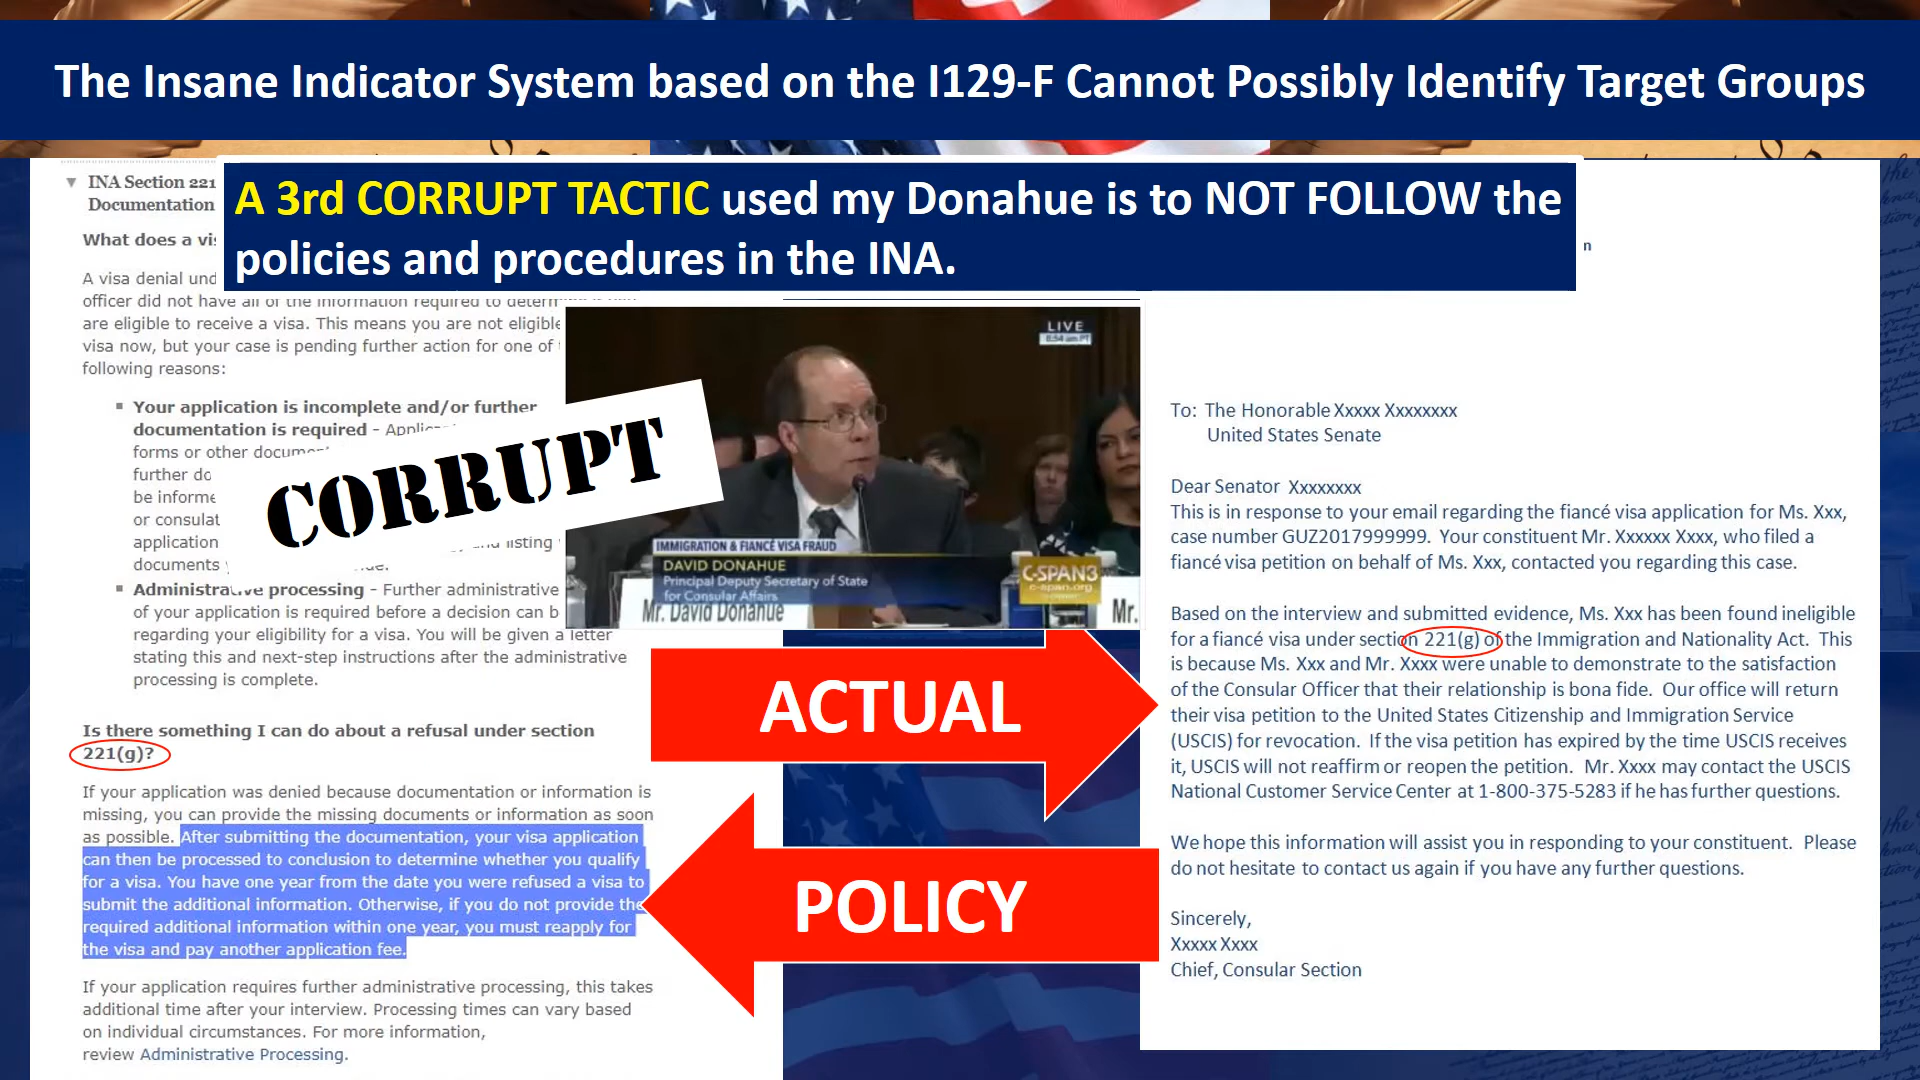 The Insane Indicator System based on the I129-F Cannot Possibly Identify Target Groups
A 3rd CORRUPT TACTIC used my Donahue is to NOT FOLLOW the
policies and procedures in the INA.
INA Section 221
Documentation
What does a vi
A visa denial und
officer did not have all of the information required to determ
are eligible to receive a visa. This means you are not eligible
visa now, but your case is pending further action for one of
following reasons:
Your application is incomplete and/or further
documentation is required –
forms or other
further do
be informe
or consulat
application
listing
documents
Administrative processing – Further administrative
of your application is required before a decision can b
regarding your eligibility for a visa. You will be given a letter
stating this and next-step instructions after the administrative
processing is complete.
Is there something I can do about a refusal under section
221(g)?
If your application was denied because documentation or information is
missing, you can provide the missing documents or information as soon
as possible. After submitting the documentation, your visa application
can then be processed to conclusion to determine whether you qualify
for a visa. You have one year from the date you were refused a visa to
submit the additional information. Otherwise, if you do not provide the
required additional information within one year, you must reapply for
the visa and pay another application fee.
If your application requires further administrative processing, this takes
additional time after your interview. Processing times can vary based
on individual circumstances. For more information,
review Administrative Processing.
CORRUPT
LIVE
8:54 am PT
IMMIGRATION & FIANCÉ VISA FRAUD
DAVID DONAHUE
Principal Deputy Secretary of State
for Consular Affairs
C-SPAN3
c-span.org
Mr. David Donahue
Mr.
ACTUAL
POLICY
n
To: The Honorable Xxxxx Xxxxxxxx
United States Senate
Dear Senator Xxxxxxxx
This is in response to your email regarding the fiancé visa application for Ms. Xxx,
case number GUZ2017999999. Your constituent Mr. Xxxxxx Xxxx, who filed a
fiancé visa petition on behalf of Ms. Xxx, contacted you regarding this case.
Based on the interview and submitted evidence, Ms. Xxx has been found ineligible
for a fiancé visa under section 221(g) of the Immigration and Nationality Act. This
is because Ms. Xxx and Mr. Xxxx were unable to demonstrate to the satisfaction
of the Consular Officer that their relationship is bona fide. Our office will return
their visa petition to the United States Citizenship and Immigration Service
(USCIS) for revocation. If the visa petition has expired by the time USCIS receives
it, USCIS will not reaffirm or reopen the petition. Mr. Xxxx may contact the USCIS
National Customer Service Center at 1-800-375-5283 if he has further questions.
We hope this information will assist you in responding to your constituent. Please
do not hesitate to contact us again if you have any further questions.
Sincerely,
Xxxxx Xxxx
Chief, Consular Section